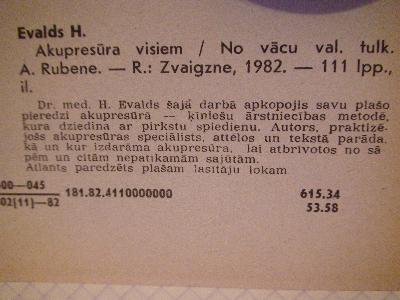 Evalds H.
Akupresūra visiem / No vācu val. tulk.
A. Rubene. — R.: Zvaigzne, 1982. — 111 lpp.,
il.
Dr. med. H. Evalds šajā darbā apkopojis savu plašo
pieredzi akupresūrā — ķīniešu ārstniecības metodē,
kura dziedina ar pirkstu spiedienu. Autors, praktizē-
jošs akupresūras speciālists, attēlos un tekstā parāda,
kā un kur izdarāma akupresūra, lai atbrīvotos no sā-
pēm un citām nepatīkamām sajūtām.
Atlants paredzēts plašam lasītāju lokam.
00—045
02(11)—82
181.82.4110000000
615.34
53.58